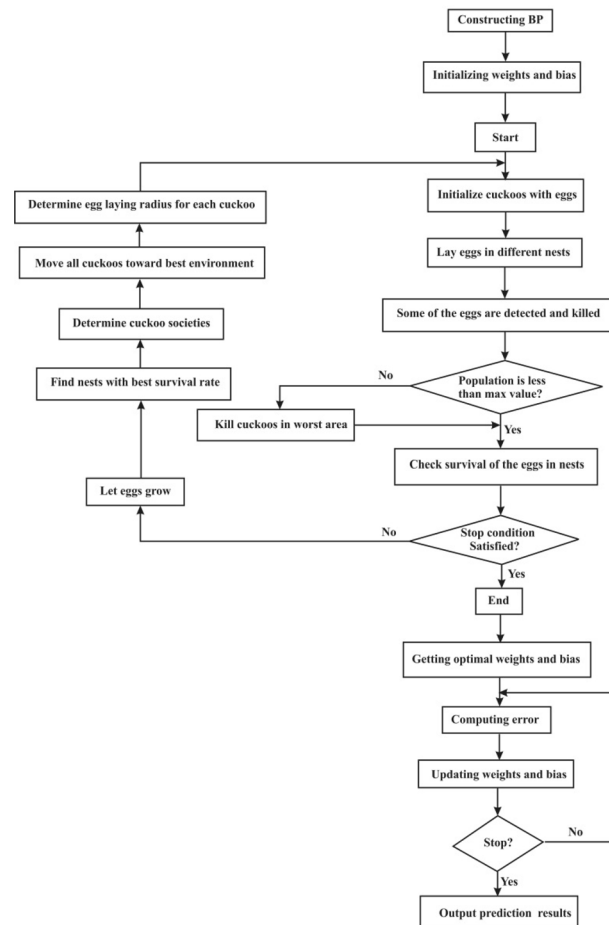 Constructing BP
Initializing weights and bias
Start
Determine egg laying radius for each cuckoo
Initialize cuckoos with eggs
Move all cuckoos toward best environment
Lay eggs in different nests
Determine cuckoo societies
Some of the eggs are detected and killed
Find nests with best survival rate
No
Population is less
than max value?
Kill cuckoos in worst area
Yes
Check survival of the eggs in nests
Let eggs grow
No
Stop condition
Satisfied?
Yes
End
Getting optimal weights and bias
Computing error
Updating weights and bias
Stop?
No
Yes
Output prediction results